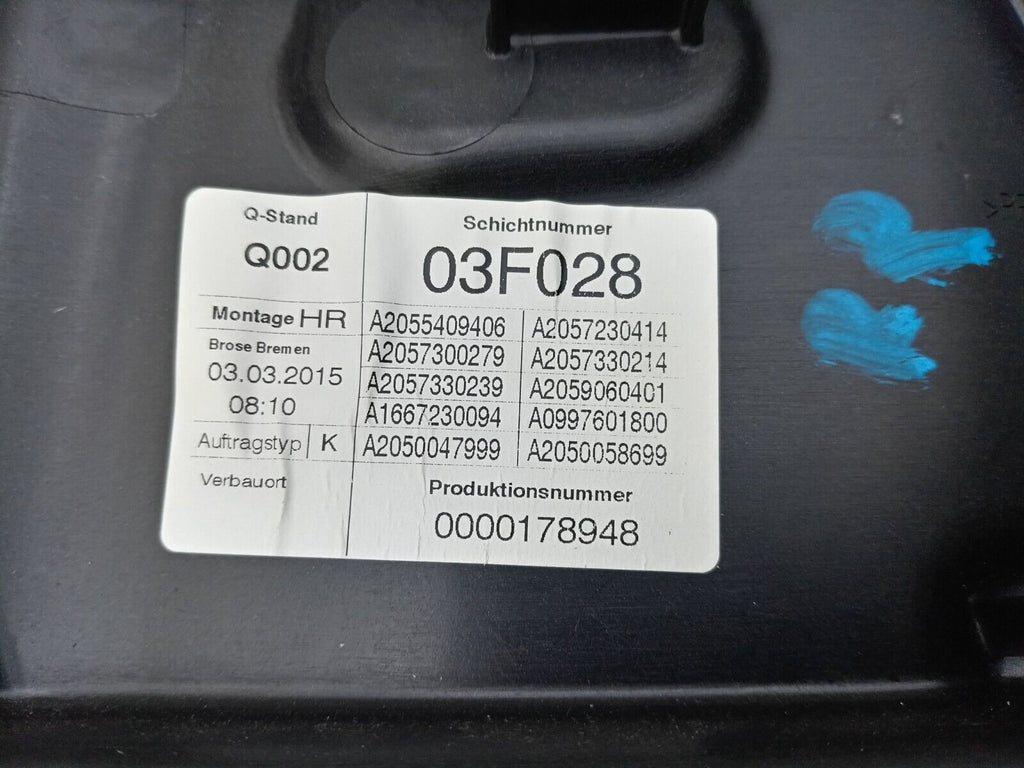 Q-Stand
Q002
Schichtnummer
03F028
Montage HR
Brose Bremen
03.03.2015
08:10
Auftragstyp K
A2055409406 A2057230414
A2057300279 A2057330214
A2057330239 A2059060401
A1667230094 A0997601800
A2050047999 A2050058699
Verbauort
Produktionsnummer
0000178948